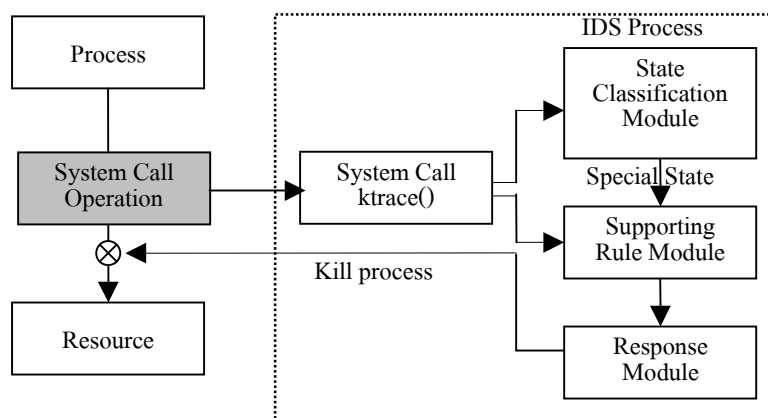 IDS Process
Process
State
Classification
Module
System Call
Operation
System Call
ktrace()
Special State
Supporting
Rule Module
Kill process
Resource
Response
Module